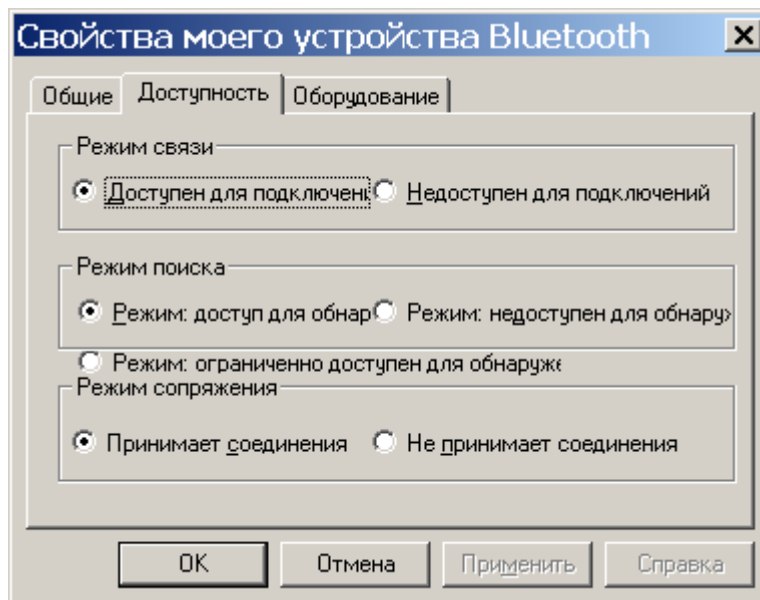 Свойства моего устройства Bluetooth
Общие Доступность Оборудование
Режим связи
Доступен для подключени Недоступен для подключений
Режим поиска
Режим: доступ для обнар Режим: недоступен для обнару
Режим: ограниченно доступен для обнаруже
Режим сопряжения
Принимает соединения Не принимает соединения
OK Отмена Применить Справка